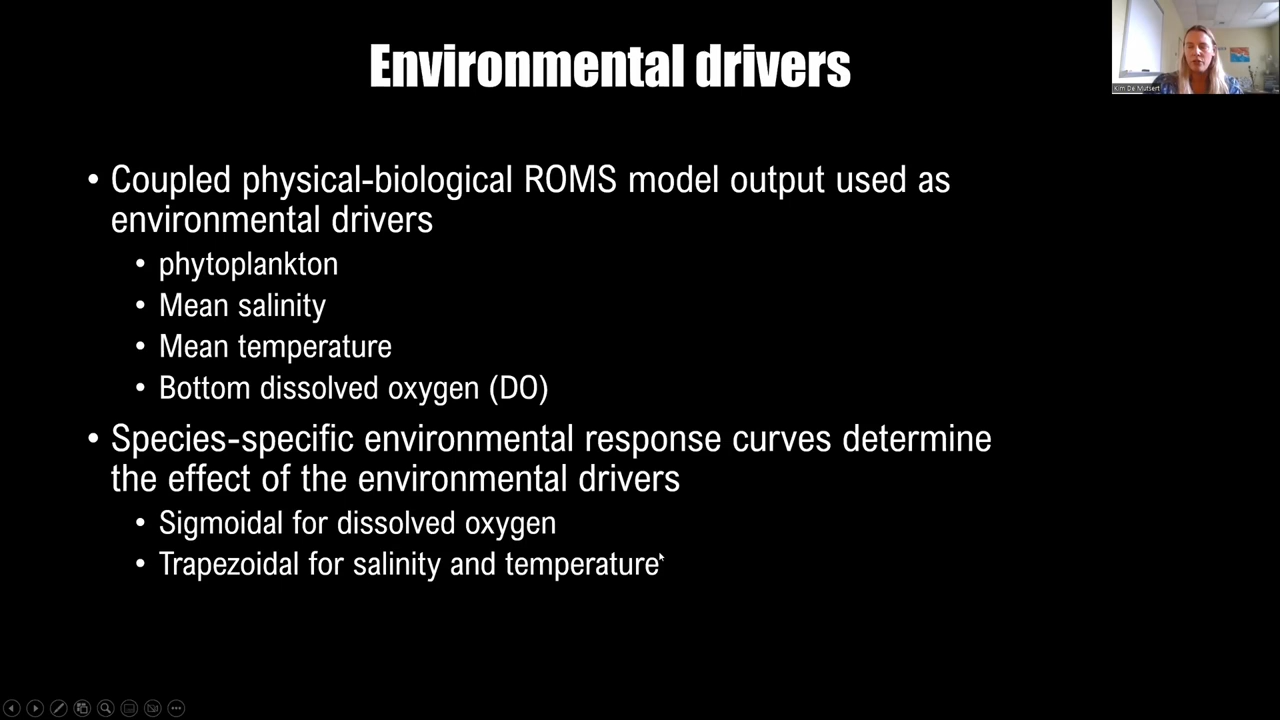 Environmental drivers
Kim De Mutsert
• Coupled physical-biological ROMS model output used as
environmental drivers
• phytoplankton
• Mean salinity
• Mean temperature
• Bottom dissolved oxygen (DO)
• Species-specific environmental response curves determine
the effect of the environmental drivers
• Sigmoidal for dissolved oxygen
• Trapezoidal for salinity and temperature